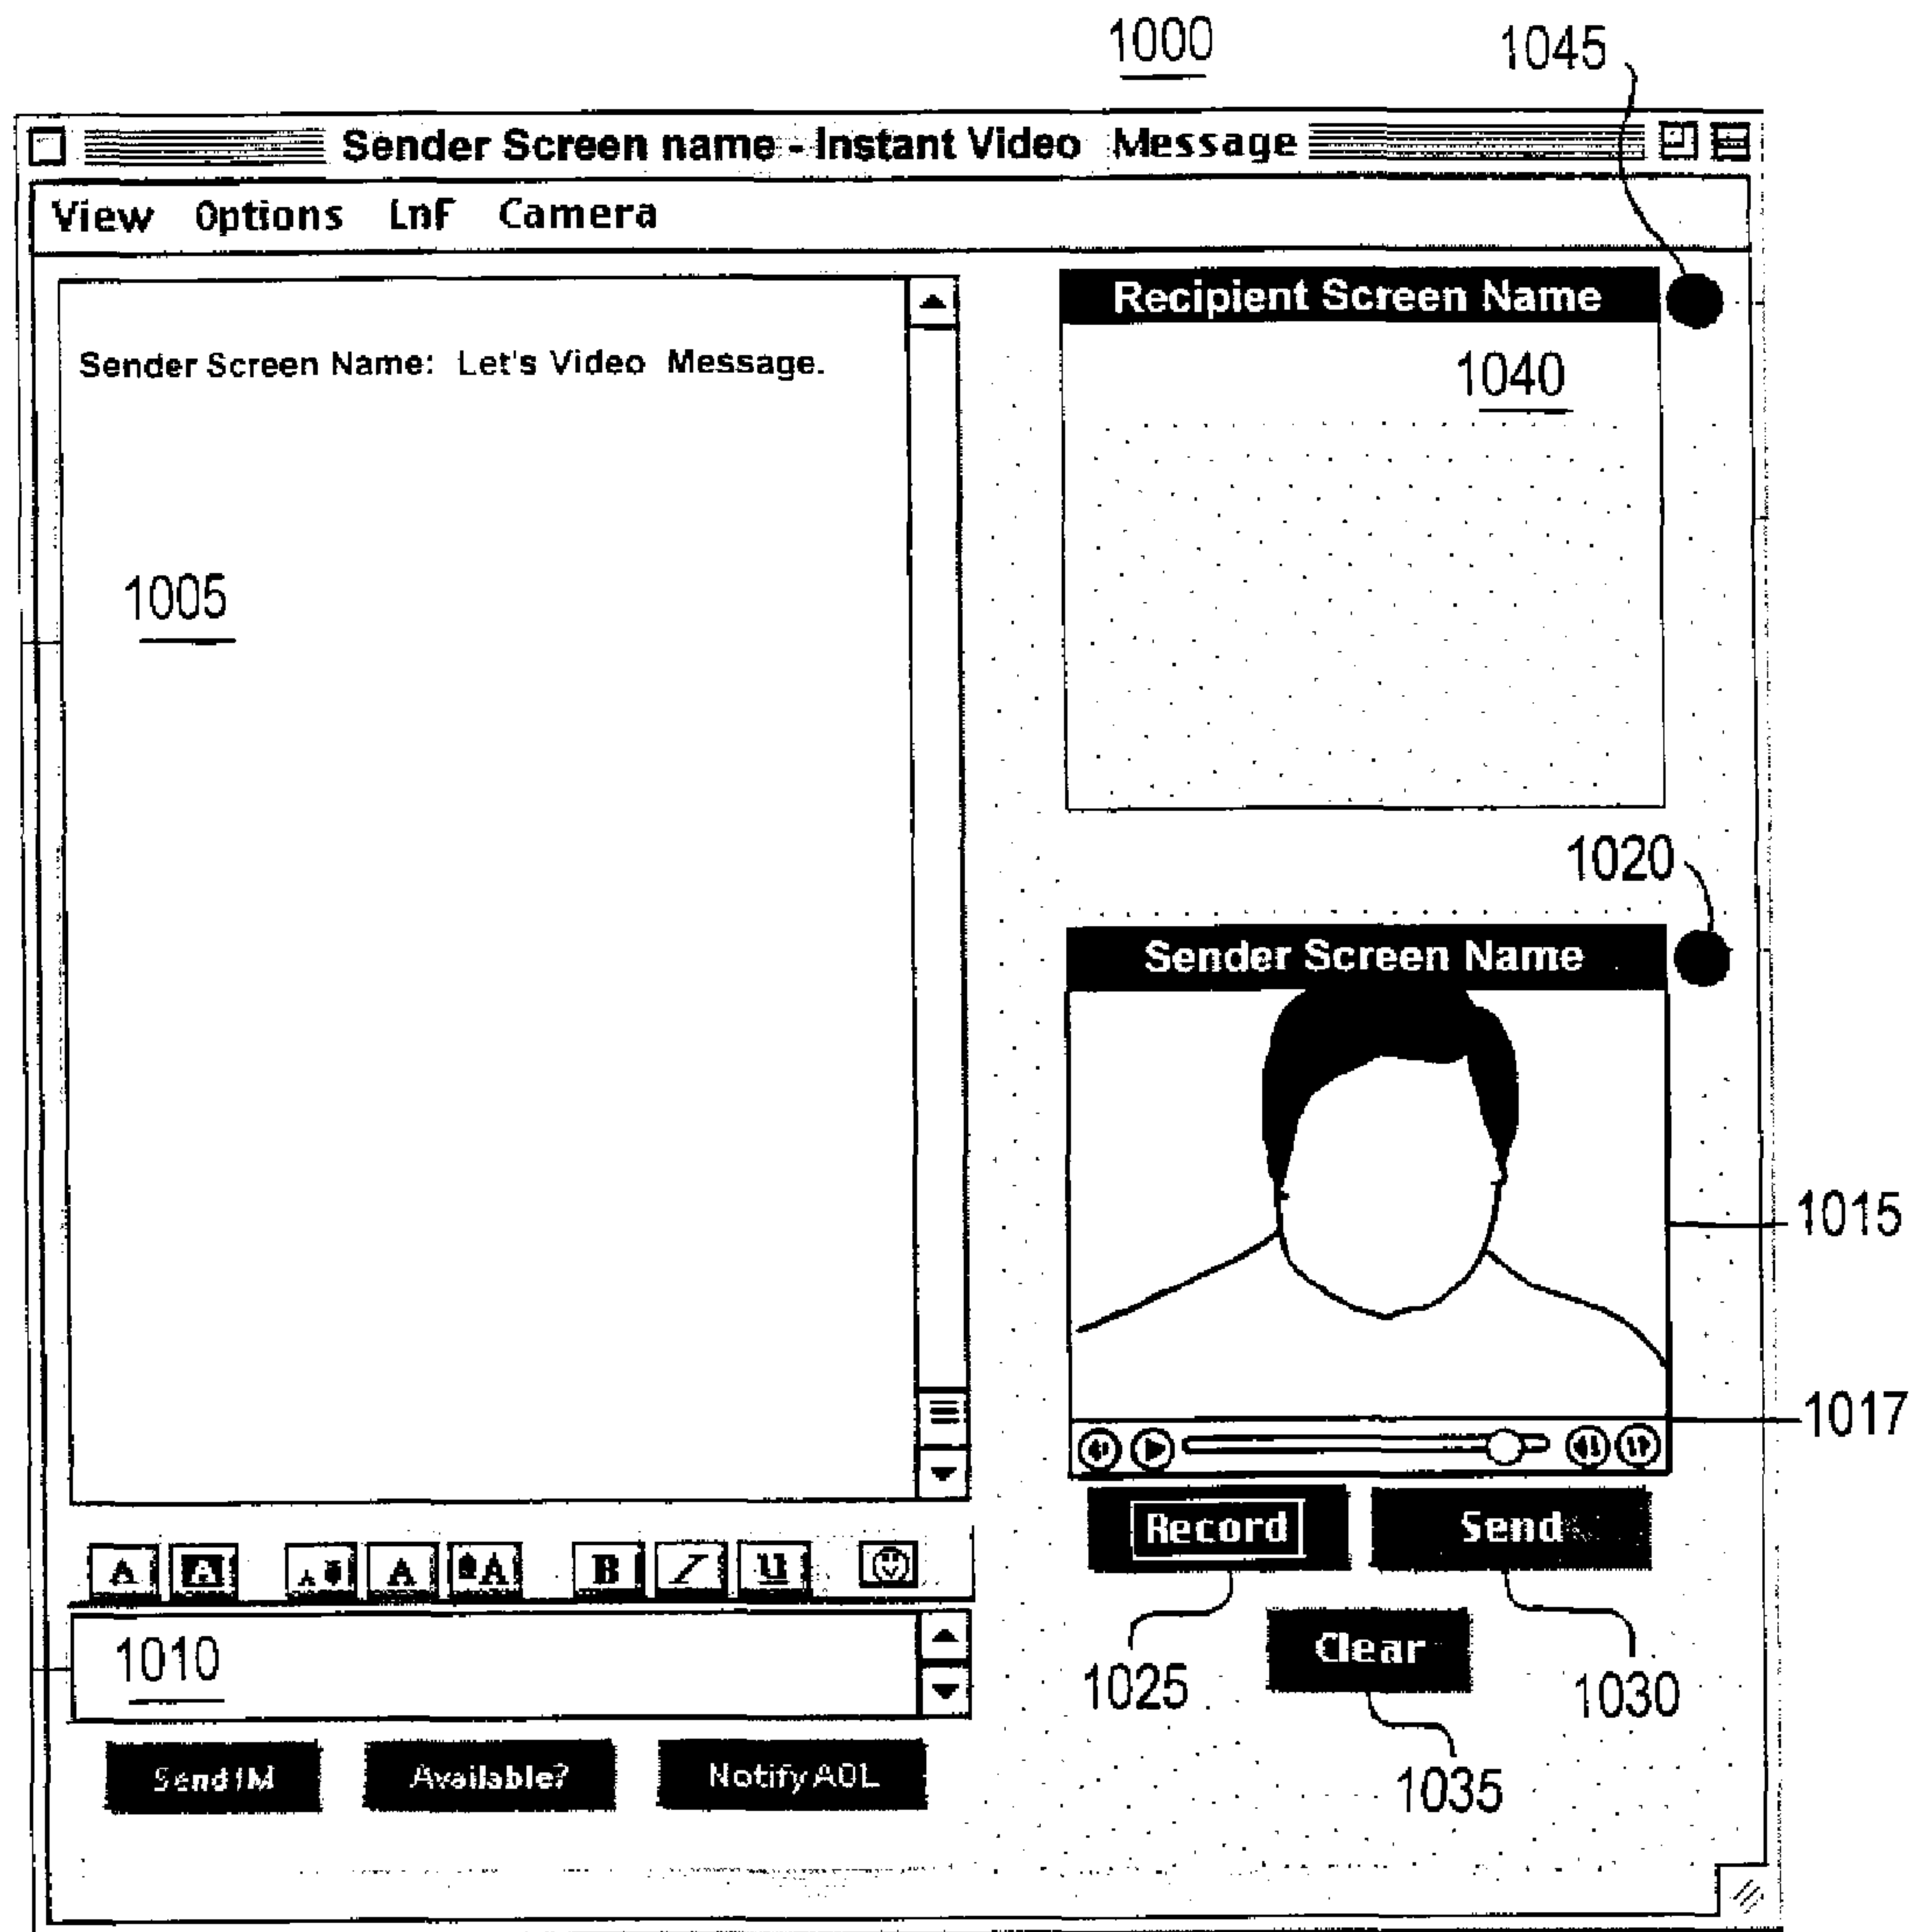 1000
1045
Sender Screen name - Instant Video Message
View Options LnF Camera
Recipient Screen Name
1040
Sender Screen Name: Let's Video Message.
1005
1020
Sender Screen Name
1015
1017
Record Send
A A A A A B I U
1010
Clear
1025
1030
1035
Send IM Available? Notify AOL